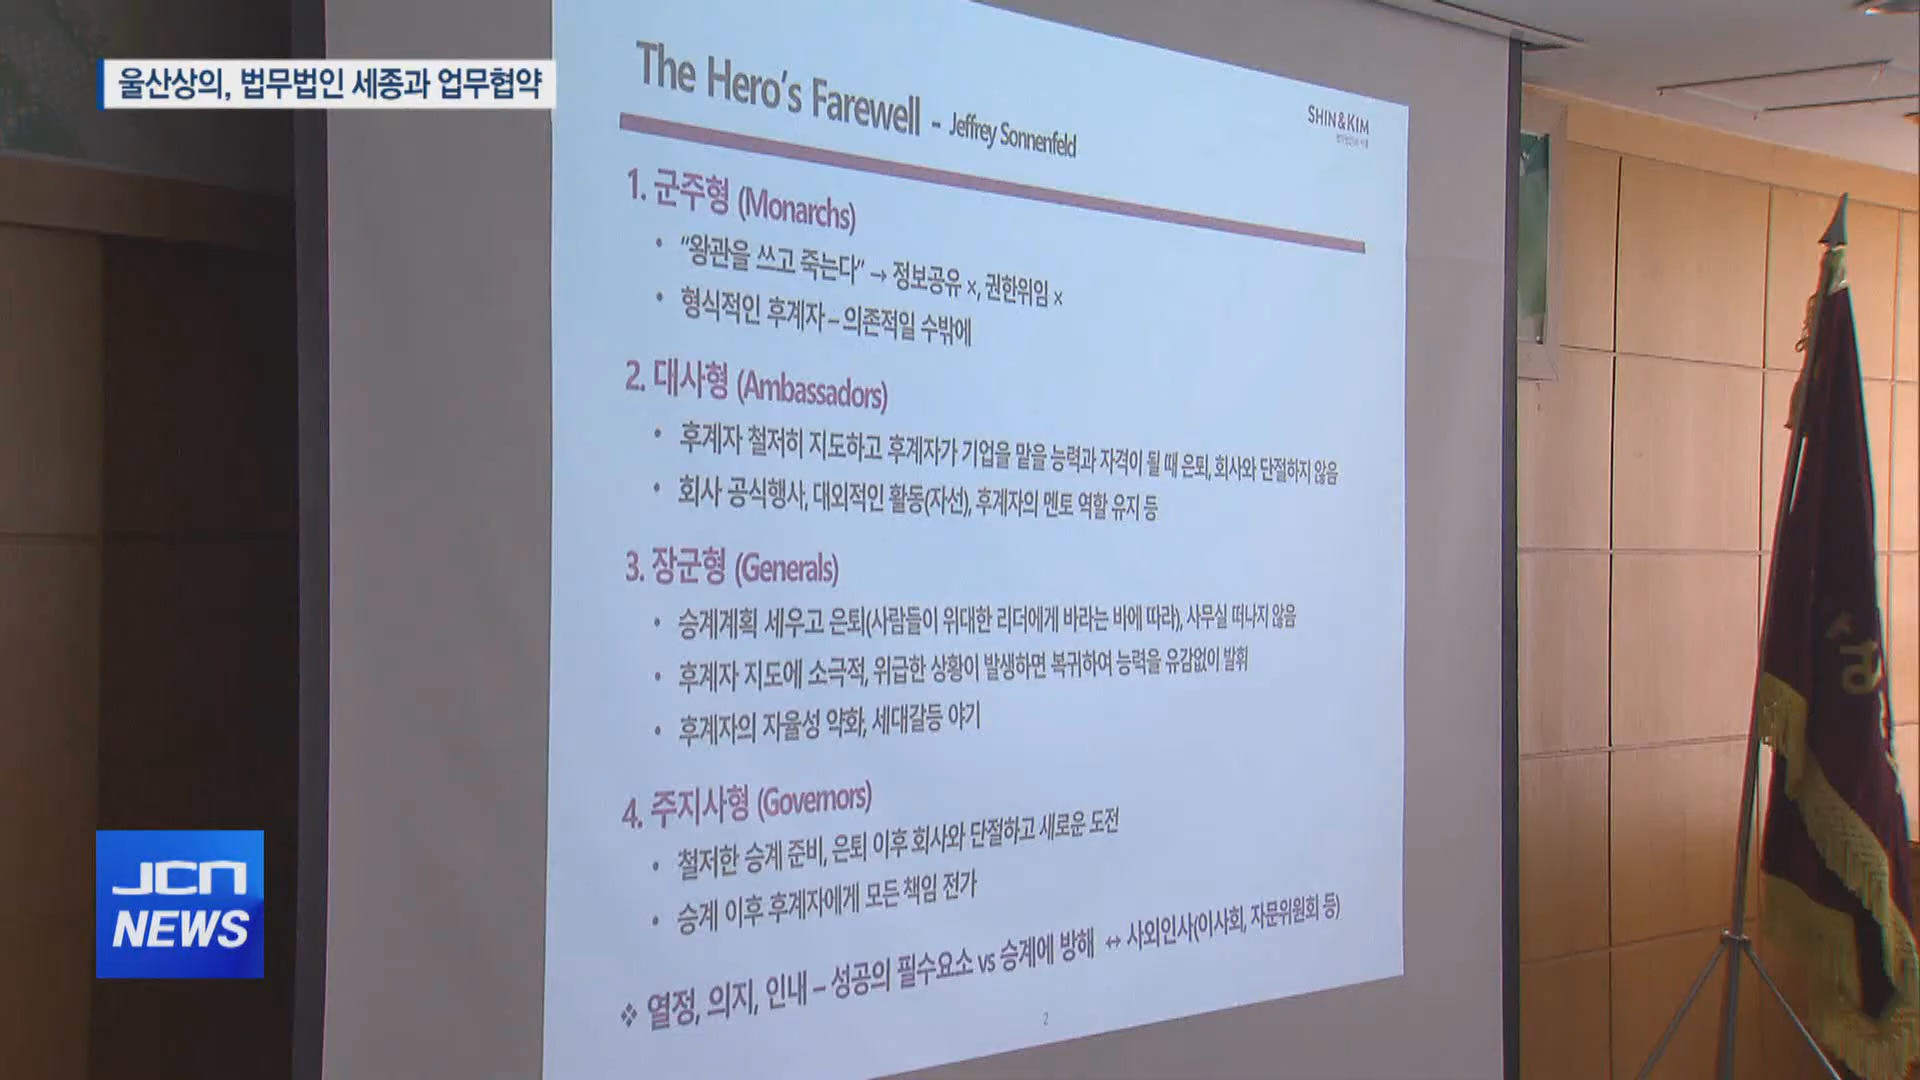 울산상의, 법무법인 세종과 업무협약
The Hero's Farewell - Jeffrey Sonnenfeld
SHIN&KIM
1. 군주형 (Monarchs)
• "왕관을 쓰고 죽는다" → 정보공유 ×, 권한위임 ×
• 형식적인 후계자 – 의존적일 수밖에
2. 대사형 (Ambassadors)
• 후계자 철저히 지도하고 후계자가 기업을 맡을 능력과 자격이 될 때 은퇴, 회사와 단절하지 않음
• 회사 공식행사, 대외적인 활동(자선), 후계자의 멘토 역할 유지 등
3. 장군형 (Generals)
• 승계계획 세우고 은퇴(사람들이 위대한 리더에게 바라는 바에 따라), 사무실 떠나지 않음
• 후계자 지도에 소극적, 위급한 상황이 발생하면 복귀하여 능력을 유감없이 발휘
• 후계자의 자율성 약화, 세대갈등 야기
4. 주지사형 (Governors)
• 철저한 승계 준비, 은퇴 이후 회사와 단절하고 새로운 도전
• 승계 이후 후계자에게 모든 책임 전가
❖ 열정, 의지, 인내 – 성공의 필수요소 vs 승계에 방해 ↔ 사외인사(이사회, 자문위원회 등)
2
JCN
NEWS